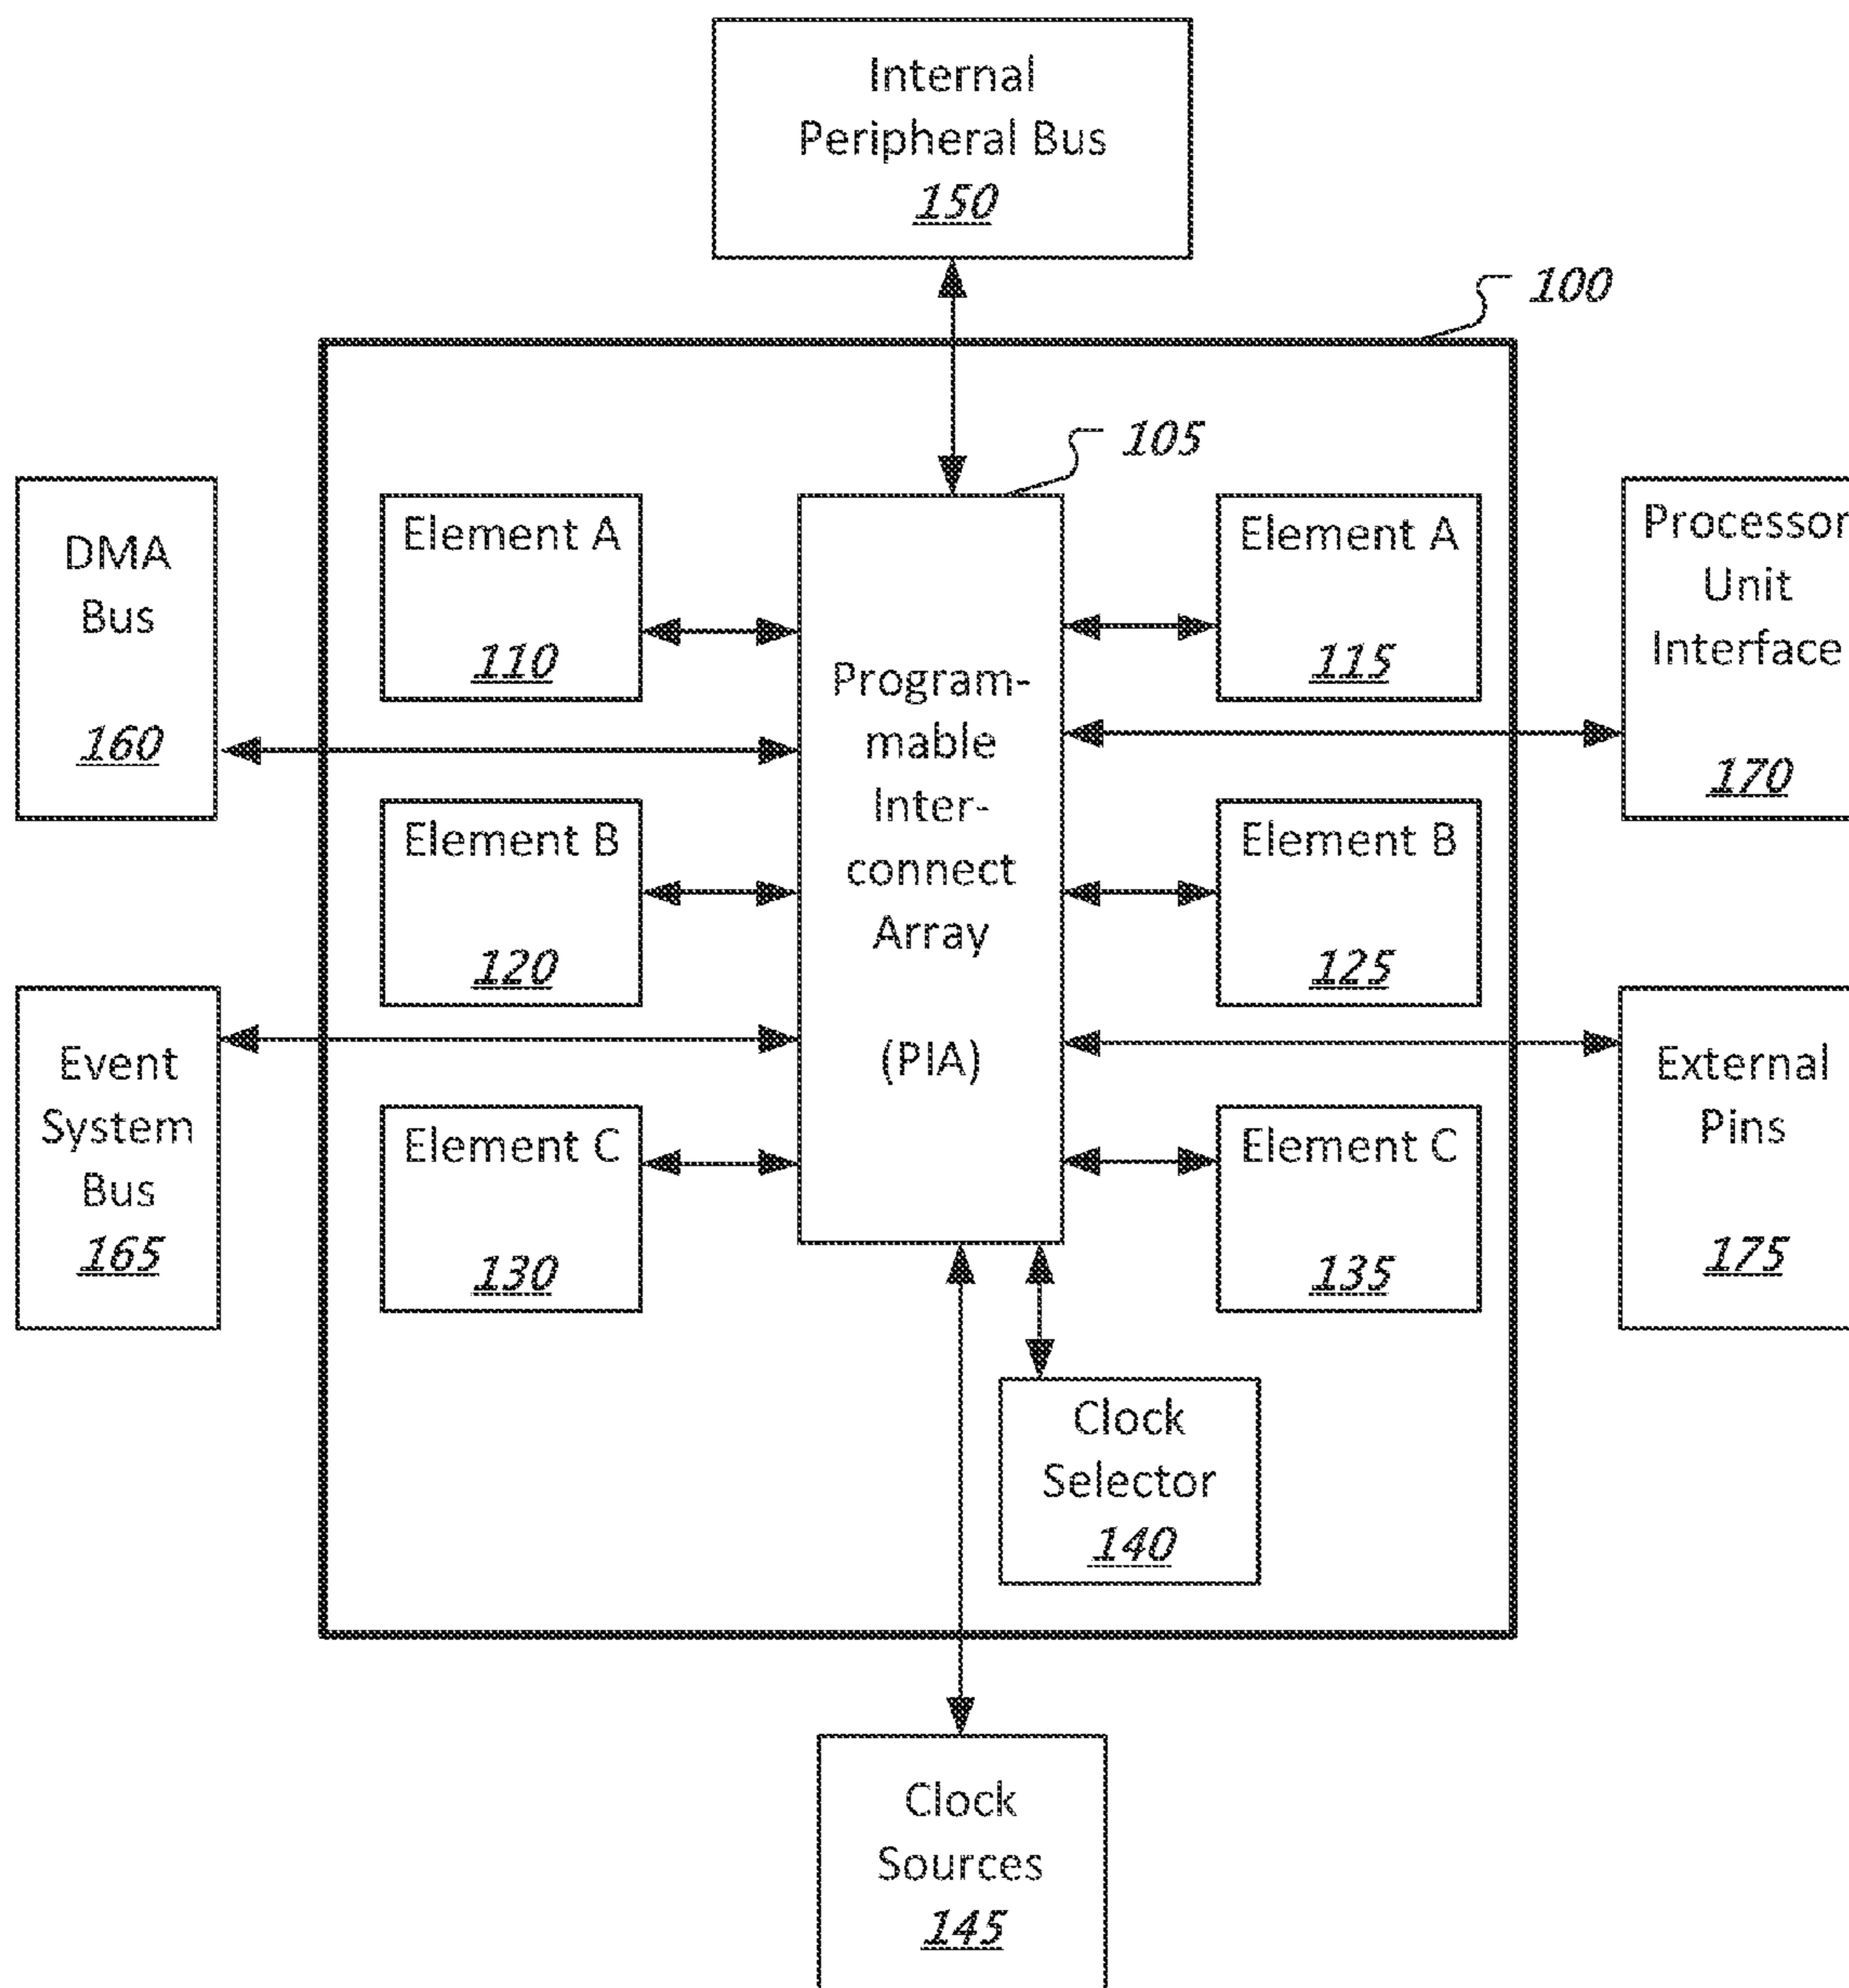 Internal
Peripheral Bus
150
100
105
DMA
Bus
160
Element A
110
Element A
115
Processor
Unit
Interface
170
Program-
mable
Inter-
connect
Array
(PIA)
Element B
120
Element B
125
Event
System
Bus
165
External
Pins
175
Element C
130
Element C
135
Clock
Selector
140
Clock
Sources
145